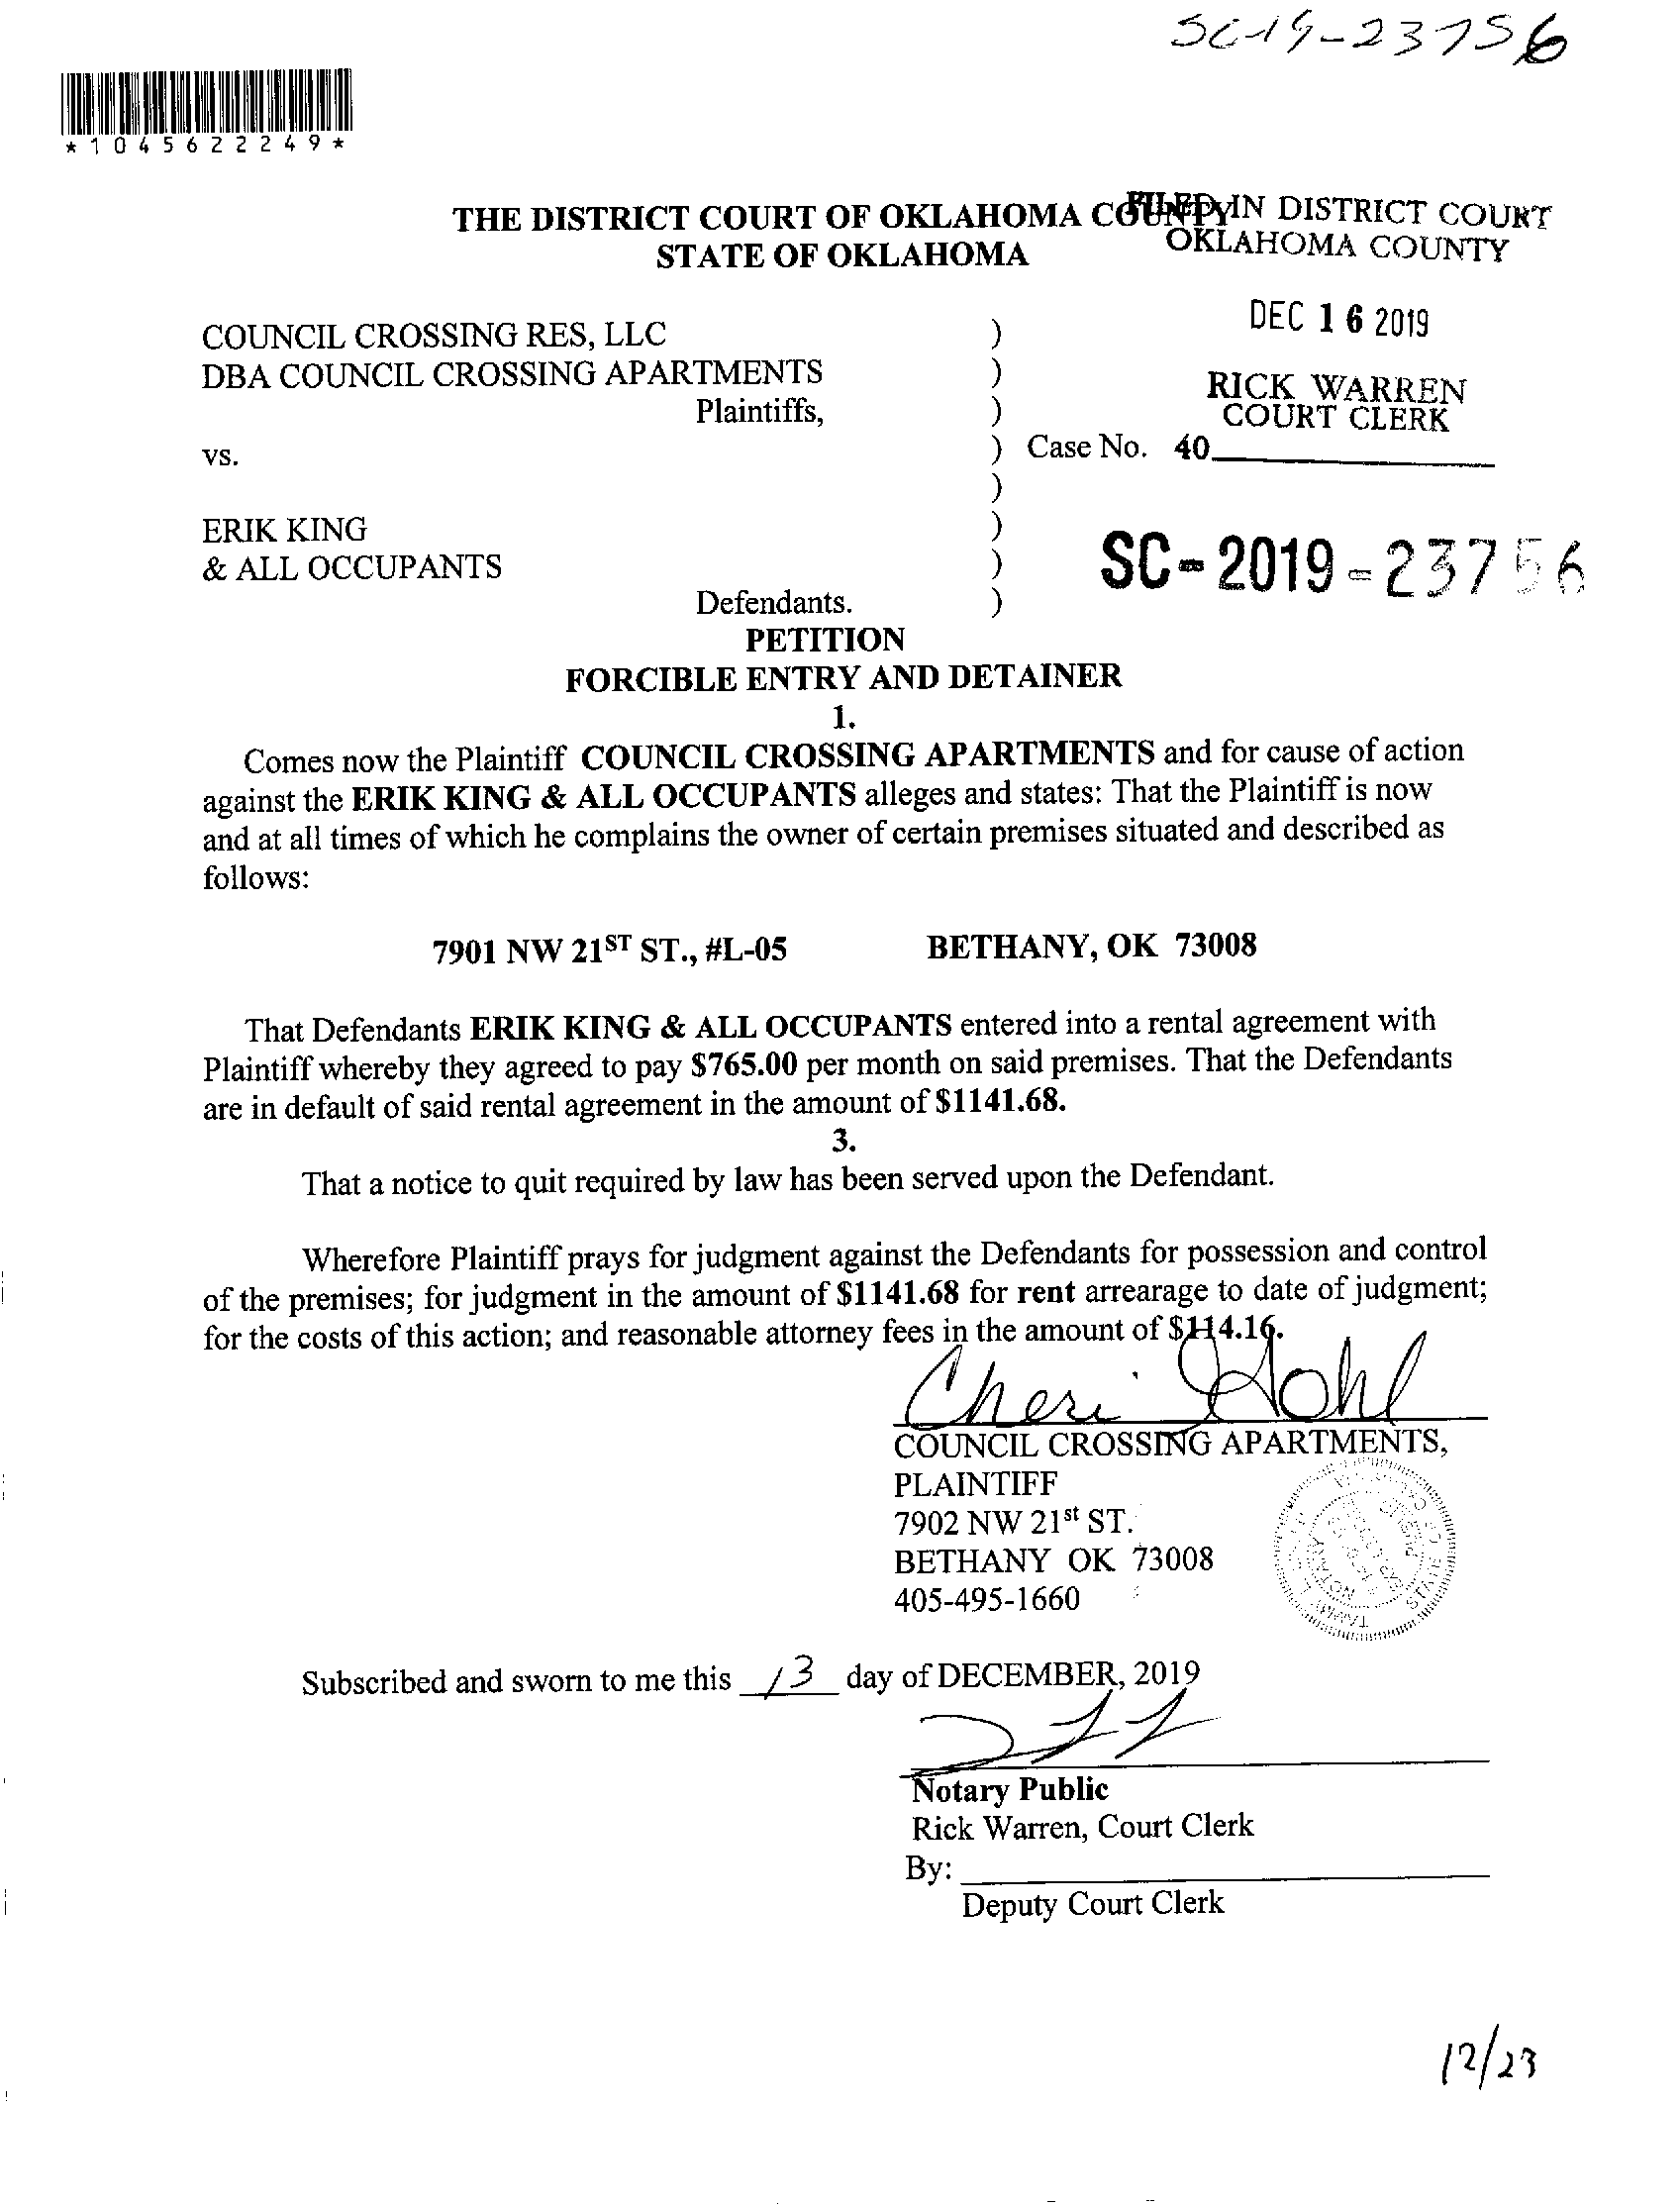 SC-19-23756
*1045622249*
THE DISTRICT COURT OF OKLAHOMA COUNTY
STATE OF OKLAHOMA
FILED IN DISTRICT COURT
OKLAHOMA COUNTY
DEC 16 2019
RICK WARREN
COURT CLERK
COUNCIL CROSSING RES, LLC )
DBA COUNCIL CROSSING APARTMENTS )
Plaintiffs, )
vs. ) Case No. 40
)
ERIK KING )
& ALL OCCUPANTS )
Defendants. )
SC-2019-23756
PETITION
FORCIBLE ENTRY AND DETAINER
1.
Comes now the Plaintiff COUNCIL CROSSING APARTMENTS and for cause of action
against the ERIK KING & ALL OCCUPANTS alleges and states: That the Plaintiff is now
and at all times of which he complains the owner of certain premises situated and described as
follows:
7901 NW 21ST ST., #L-05 BETHANY, OK 73008
That Defendants ERIK KING & ALL OCCUPANTS entered into a rental agreement with
Plaintiff whereby they agreed to pay $765.00 per month on said premises. That the Defendants
are in default of said rental agreement in the amount of $1141.68.
3.
That a notice to quit required by law has been served upon the Defendant.
Wherefore Plaintiff prays for judgment against the Defendants for possession and control
of the premises; for judgment in the amount of $1141.68 for rent arrearage to date of judgment;
for the costs of this action; and reasonable attorney fees in the amount of $114.16.
Cheri Hohl
COUNCIL CROSSING APARTMENTS,
PLAINTIFF
7902 NW 21st ST.
BETHANY OK 73008
405-495-1660
NOTARY
PUBLIC
STATE OF
Subscribed and sworn to me this 13 day of DECEMBER, 2019
Notary Public
Rick Warren, Court Clerk
By:
Deputy Court Clerk
12/23